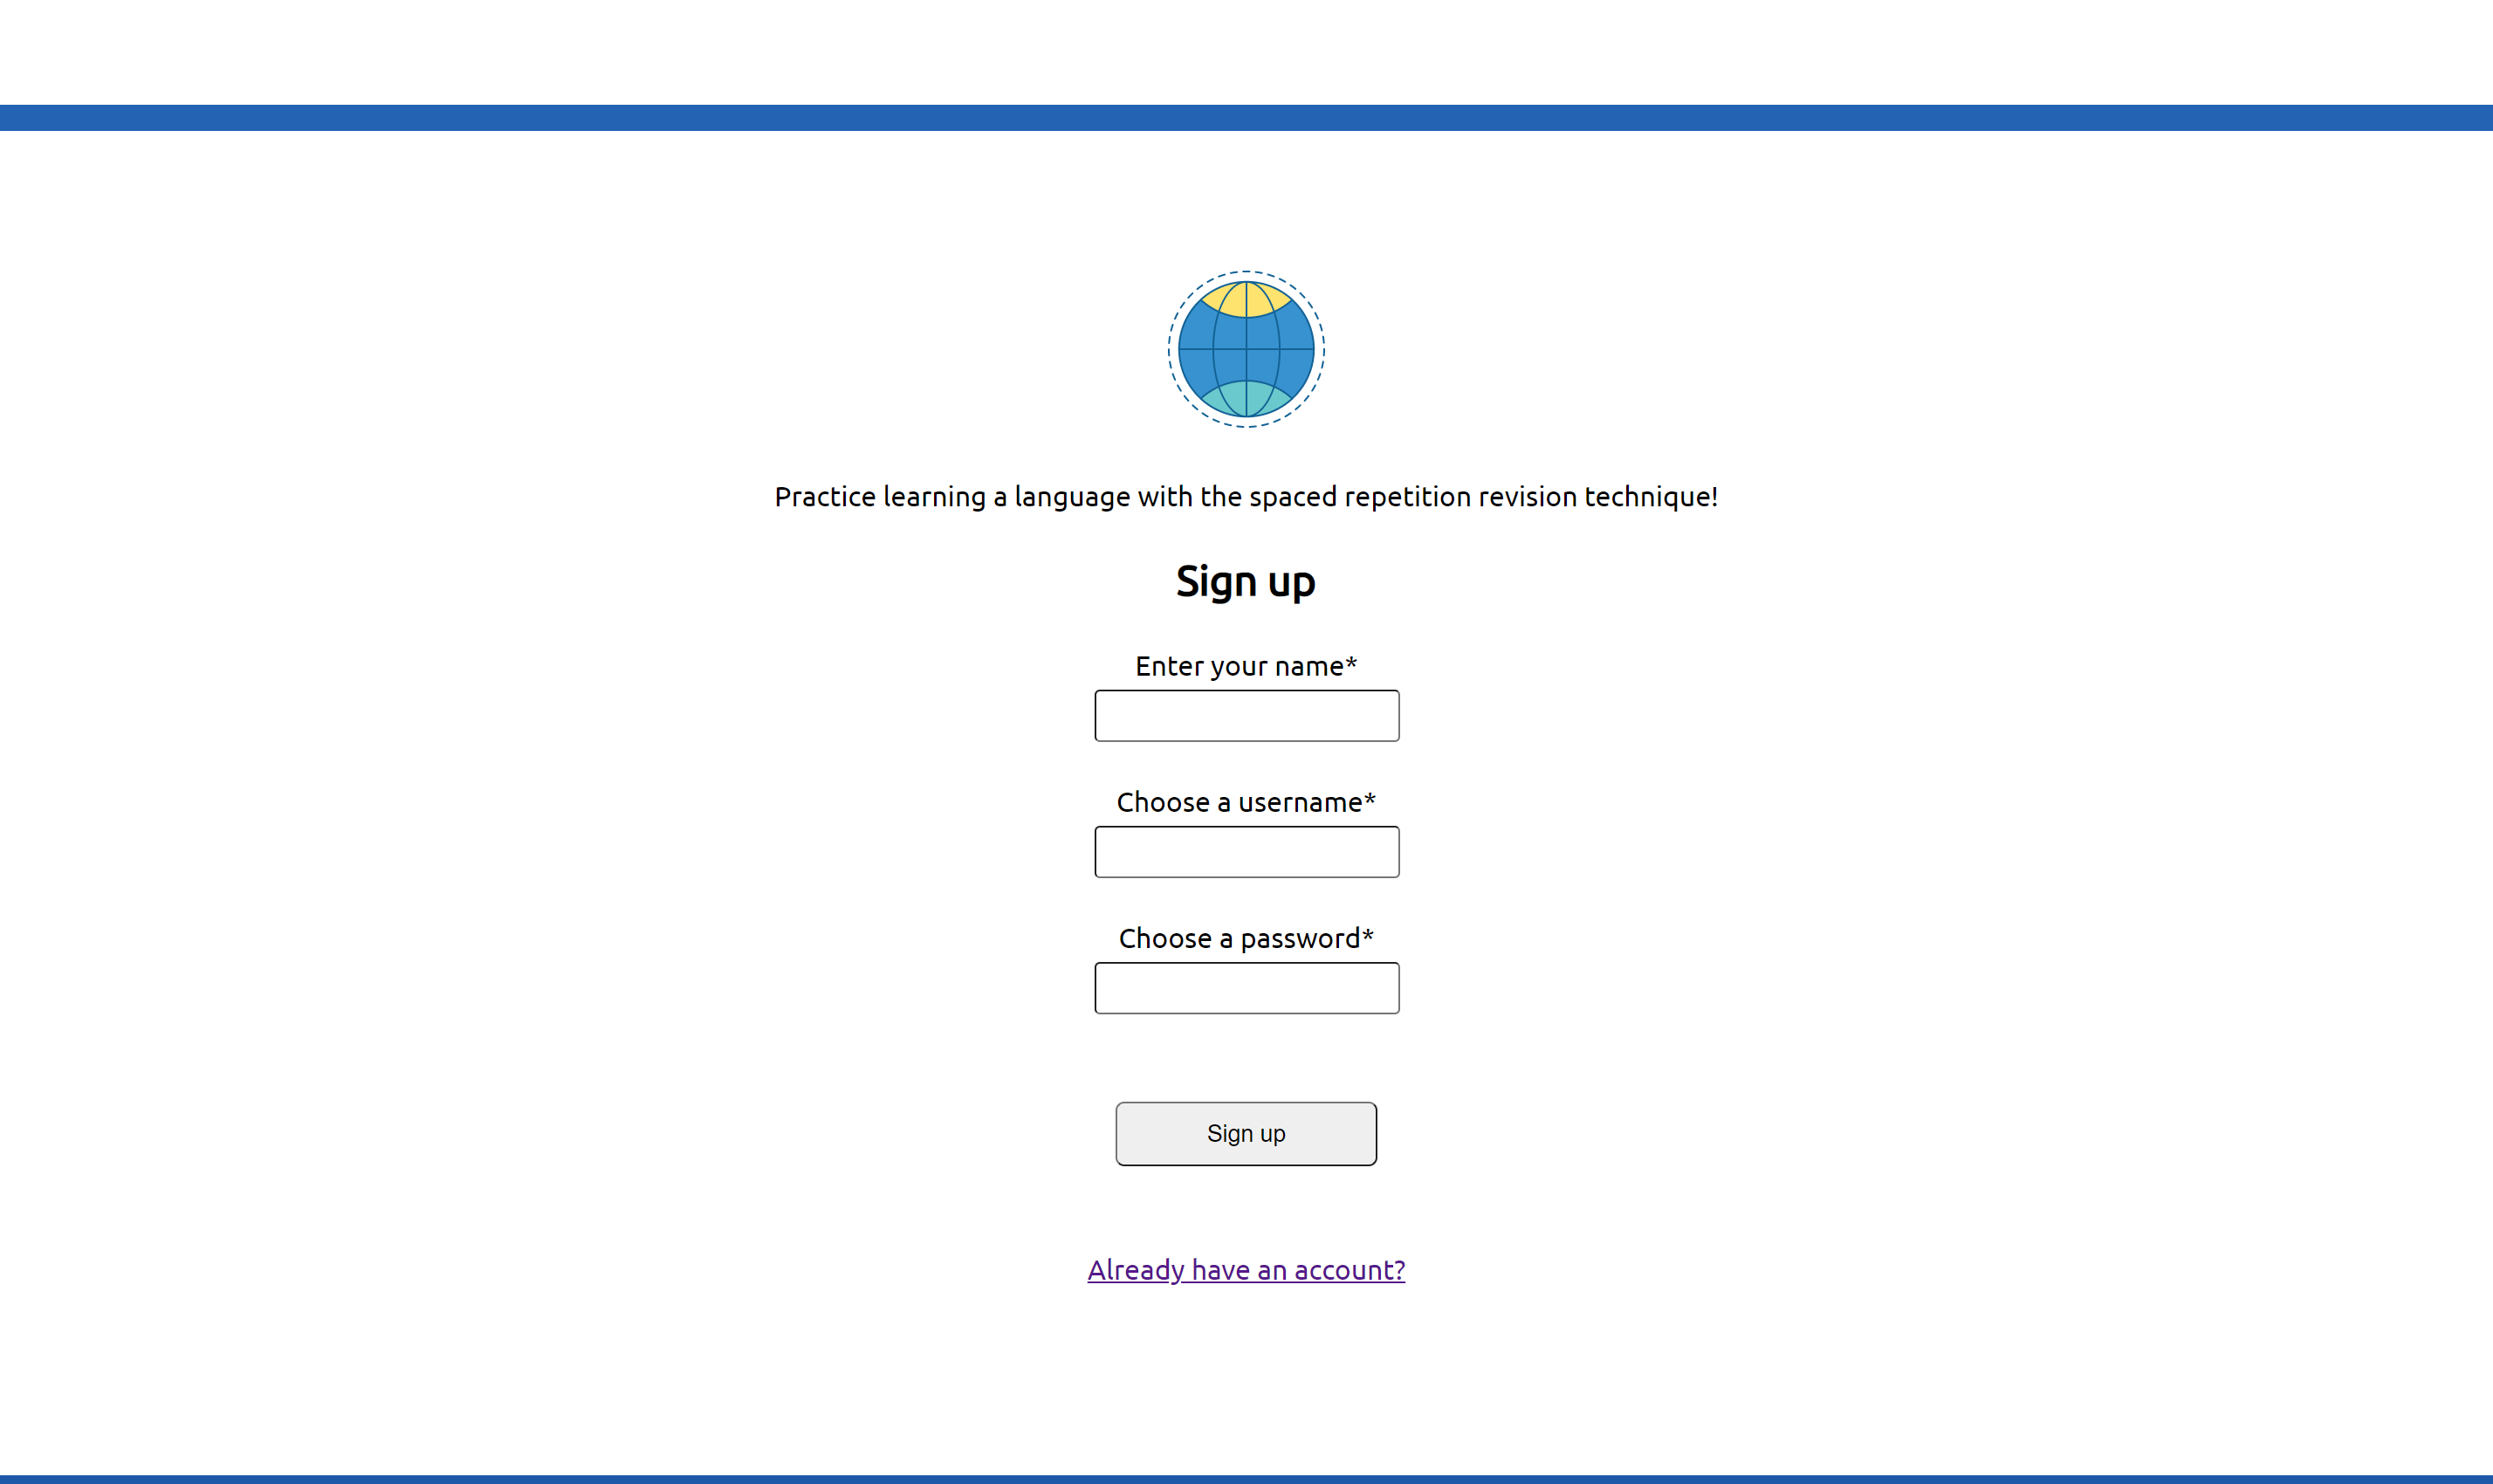 Practice learning a language with the spaced repetition revision technique!
Sign up
Enter your name*
Choose a username*
Choose a password*
Sign up
Already have an account?